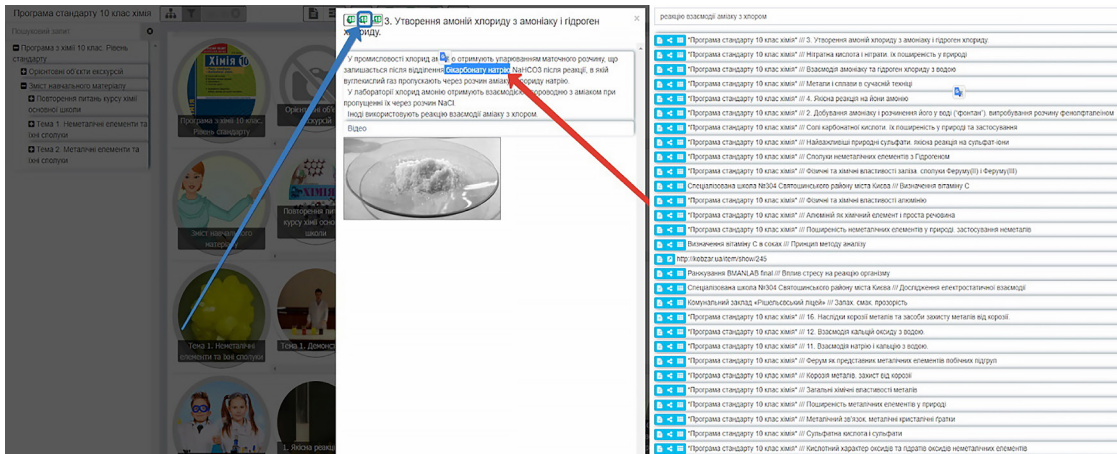 Програма стандарту 10 клас хімія
Пошуковий запит
Програма з хімії 10 клас. Рівень
стандарту
Орієнтовні об'єкти екскурсій
Зміст навчального матеріалу
Повторення питань курсу хімії
основної школи
Тема 1. Неметалічні елементи та
їхні сполуки
Тема 2. Металічні елементи та
їхні сполуки
ХІМІЯ 10
Програма з хімії 10 клас.
Рівень стандарту
Орієнтовні об'є
скурсій
Зміст навчального
матеріалу
ХІМІЯ
Повторення пит
курсу хімії осно
школи
Тема 1. Неметалічні
елементи та їхні сполуки
Тема 1. Демонст
1. Якісна реакц
3. Утворення амоній хлориду з амоніаку і гідроген
хлориду.
У промисловості хлорид ам о отримують упарюванням маточного розчину, що
залишається після відділення бікарбонату натрію NaHCO3 після реакції, в якій
вуглекислий газ пропускають через розчин аміаку хлориду натрію.
У лабораторії хлорид амонію отримують взаємодією хлороводню з аміаком при
пропущенні їх через розчин NaCl.
Іноді використовують реакцію взаємодії аміаку з хлором.
Відео
реакцію взаємодії аміаку з хлором
"Програма стандарту 10 клас хімія" /// 3. Утворення амоній хлориду з амоніаку і гідроген хлориду.
"Програма стандарту 10 клас хімія" /// Нітратна кислота і нітрати. Їх поширеність у природі
"Програма стандарту 10 клас хімія" /// Взаємодія амоніаку та гідроген хлориду з водою
"Програма стандарту 10 клас хімія" /// Метали і сплави в сучасній техніці
"Програма стандарту 10 клас хімія" /// 4. Якісна реакція на йони амонію
"Програма стандарту 10 клас хімія" /// 2. Добування амоніаку і розчинення його у воді ("фонтан"). випробування розчину фенолфталеїном
"Програма стандарту 10 клас хімія" /// Солі карбонатної кислоти. Їх поширеність у природі та застосування
"Програма стандарту 10 клас хімія" /// Найважливіші природні сульфати. якісна реакція на сульфат-іони
"Програма стандарту 10 клас хімія" /// Сполуки неметалічних елементів з Гідрогеном
"Програма стандарту 10 клас хімія" /// Фізичні та хімічні властивості заліза. сполуки Феруму(II) і Феруму(III)
Спеціалізована школа №304 Святошинського району міста Києва /// Визначення вітаміну С
"Програма стандарту 10 клас хімія" /// Фізичні та хімічні властивості алюмінію
"Програма стандарту 10 клас хімія" /// Алюміній як хімічний елемент і проста речовина
"Програма стандарту 10 клас хімія" /// Поширеність неметалічних елементів у природі. застосування неметалів
Визначення вітаміну С в соках /// Принцип методу аналізу
http://kobzar.ua/item/show/245
Ранжування BMANLAB final /// Вплив стресу на реакцію організму
Спеціалізована школа №304 Святошинського району міста Києва /// Дослідження електростатичної взаємодії
Комунальний заклад «Рішельєвський ліцей» /// Запах. смак. прозорість
"Програма стандарту 10 клас хімія" /// 16. Наслідки корозії металів та засоби захисту металів від корозії
"Програма стандарту 10 клас хімія" /// 12. Взаємодія кальцій оксиду з водою.
"Програма стандарту 10 клас хімія" /// 11. Взаємодія натрію і кальцію з водою.
"Програма стандарту 10 клас хімія" /// Ферум як представник металічних елементів побічних підгруп
"Програма стандарту 10 клас хімія" /// Корозія металів. захист від корозії
"Програма стандарту 10 клас хімія" /// Загальні хімічні властивості металів
"Програма стандарту 10 клас хімія" /// Поширеність металічних елементів у природі
"Програма стандарту 10 клас хімія" /// Металічний зв'язок. металічні кристалічні ґратки
"Програма стандарту 10 клас хімія" /// Сульфатна кислота і сульфати
"Програма стандарту 10 клас хімія" /// Кислотний характер оксидів та гідратів оксидів неметалічних елементів